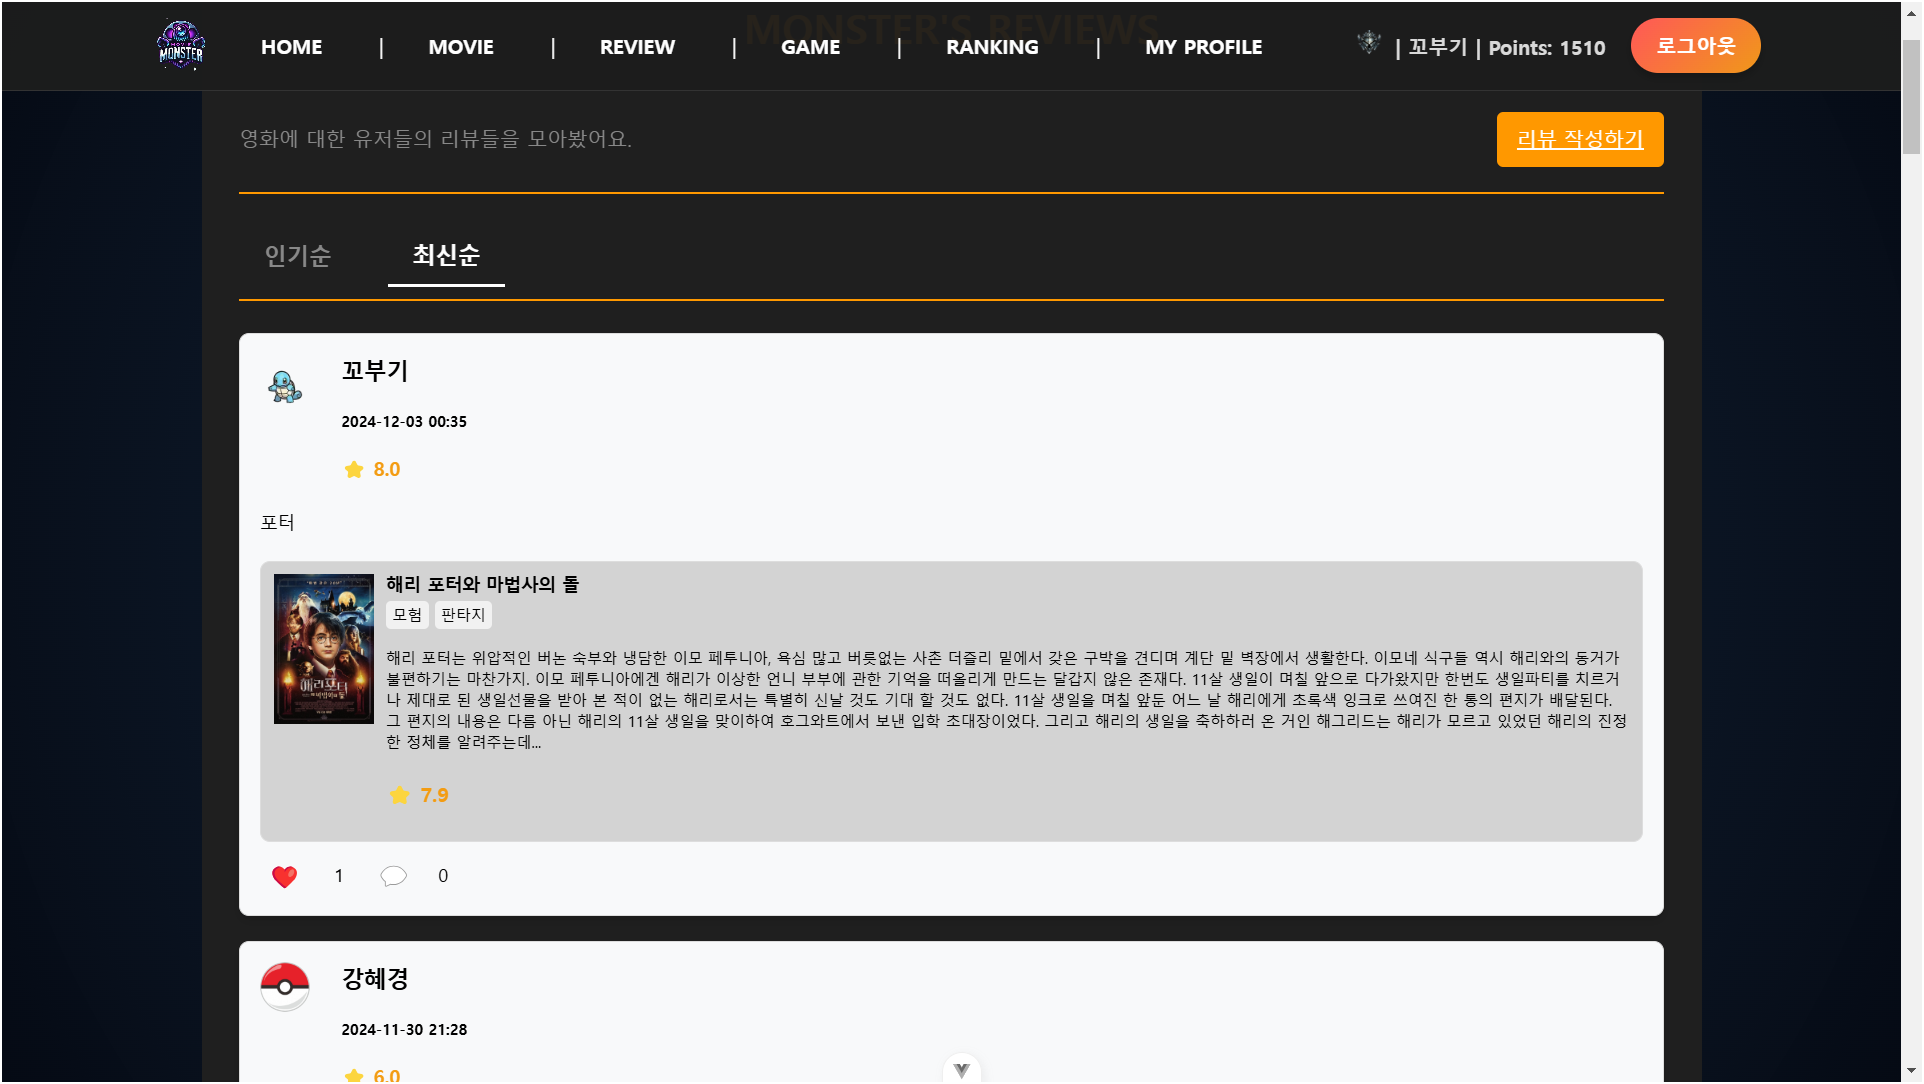 MONSTER'S REVIEWS
MOVIE
MONSTER
HOME | MOVIE | REVIEW | GAME | RANKING | MY PROFILE
| 꼬부기 | Points: 1510
로그아웃
영화에 대한 유저들의 리뷰들을 모아봤어요.
리뷰 작성하기
인기순
최신순
꼬부기
2024-12-03 00:35
8.0
포터
해리 포터와 마법사의 돌
모험 판타지
해리 포터는 위압적인 버논 숙부와 냉담한 이모 페투니아, 욕심 많고 버릇없는 사촌 더즐리 밑에서 갖은 구박을 견디며 계단 밑 벽장에서 생활한다. 이모네 식구들 역시 해리와의 동거가
불편하기는 마찬가지. 이모 페투니아에겐 해리가 이상한 언니 부부에 관한 기억을 떠올리게 만드는 달갑지 않은 존재다. 11살 생일이 며칠 앞으로 다가왔지만 한번도 생일파티를 치르거
나 제대로 된 생일선물을 받아 본 적이 없는 해리로서는 특별히 신날 것도 기대 할 것도 없다. 11살 생일을 며칠 앞둔 어느 날 해리에게 초록색 잉크로 쓰여진 한 통의 편지가 배달된다.
그 편지의 내용은 다름 아닌 해리의 11살 생일을 맞이하여 호그와트에서 보낸 입학 초대장이었다. 그리고 해리의 생일을 축하하러 온 거인 해그리드는 해리가 모르고 있었던 해리의 진정
한 정체를 알려주는데...
해리포터
7.9
1
0
강혜경
2024-11-30 21:28
6.0